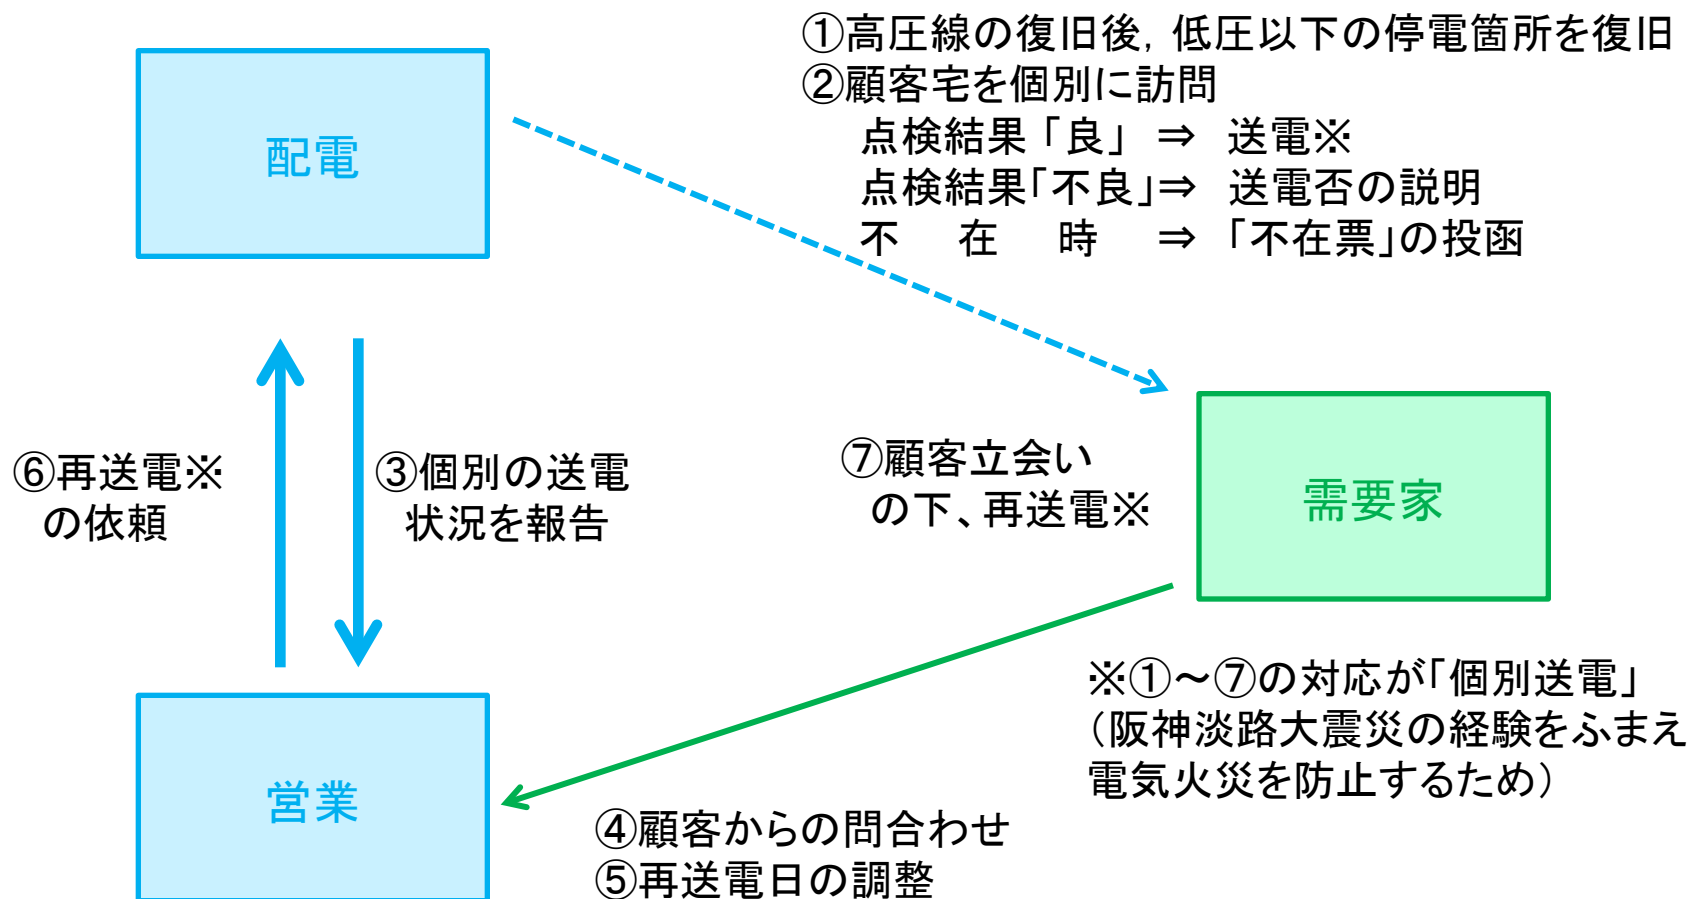 ①高圧線の復旧後，低圧以下の停電箇所を復旧
②顧客宅を個別に訪問
点検結果「良」 ⇒ 送電※
点検結果「不良」⇒ 送電否の説明
不 在 時 ⇒ 「不在票」の投函
配電
⑥再送電※
の依頼
③個別の送電
状況を報告
⑦顧客立会い
の下、再送電※
需要家
※①～⑦の対応が「個別送電」
（阪神淡路大震災の経験をふまえ
電気火災を防止するため）
営業
④顧客からの問合わせ
⑤再送電日の調整